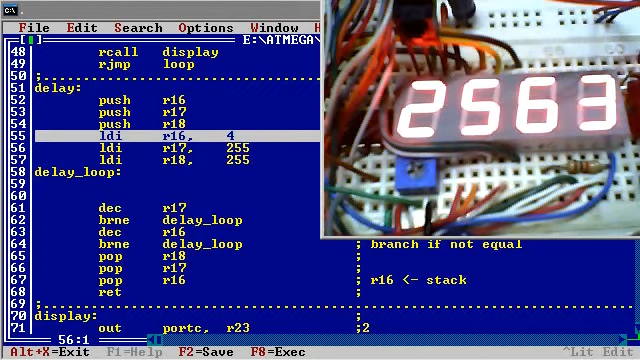 File Edit Search Options Window
[ ] E:\ATMEGA\
48 rcall display
49 rjmp loop
50 ;
51 delay:
52 push r16
53 push r17
54 push r18
55 ldi r16, 4
56 ldi r17, 255
57 ldi r18, 255
58 delay_loop:
59
60
61 dec r17 ;
62 brne delay_loop ;
63 dec r16 ;
64 brne delay_loop ; branch if not equal
65 pop r18 ;
66 pop r17 ;
67 pop r16 ; r16 <- stack
68 ret ;
69 ;
70 display: ;
71 out portc, r23 ;2
56:1
Alt+X=Exit F1=Help F2=Save F8=Exec ^Lit Edit
2563